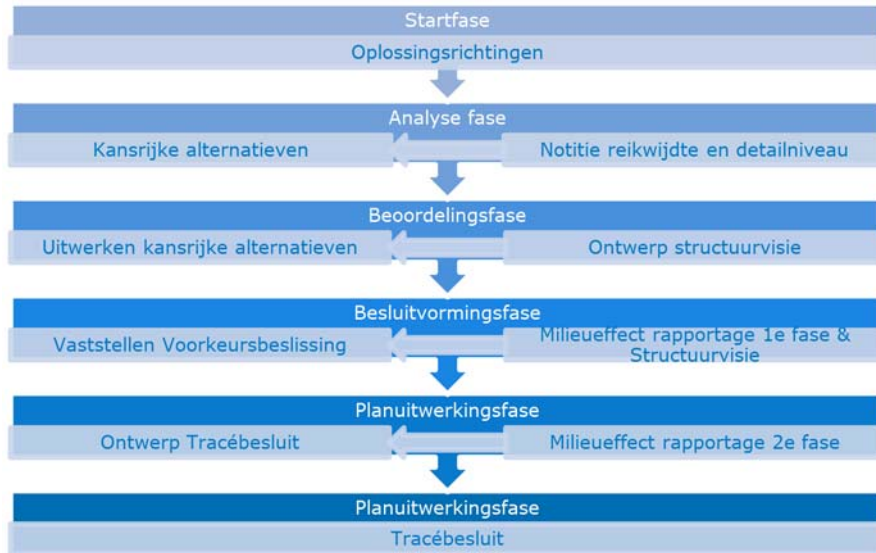 Startfase
Oplossingsrichtingen
Analyse fase
Kansrijke alternatieven
Notitie reikwijdte en detailniveau
Beoordelingsfase
Uitwerken kansrijke alternatieven
Ontwerp structuurvisie
Besluitvormingsfase
Vaststellen Voorkeursbeslissing
Milieueffect rapportage 1e fase &
Structuurvisie
Planuitwerkingsfase
Ontwerp Tracébesluit
Milieueffect rapportage 2e fase
Planuitwerkingsfase
Tracébesluit